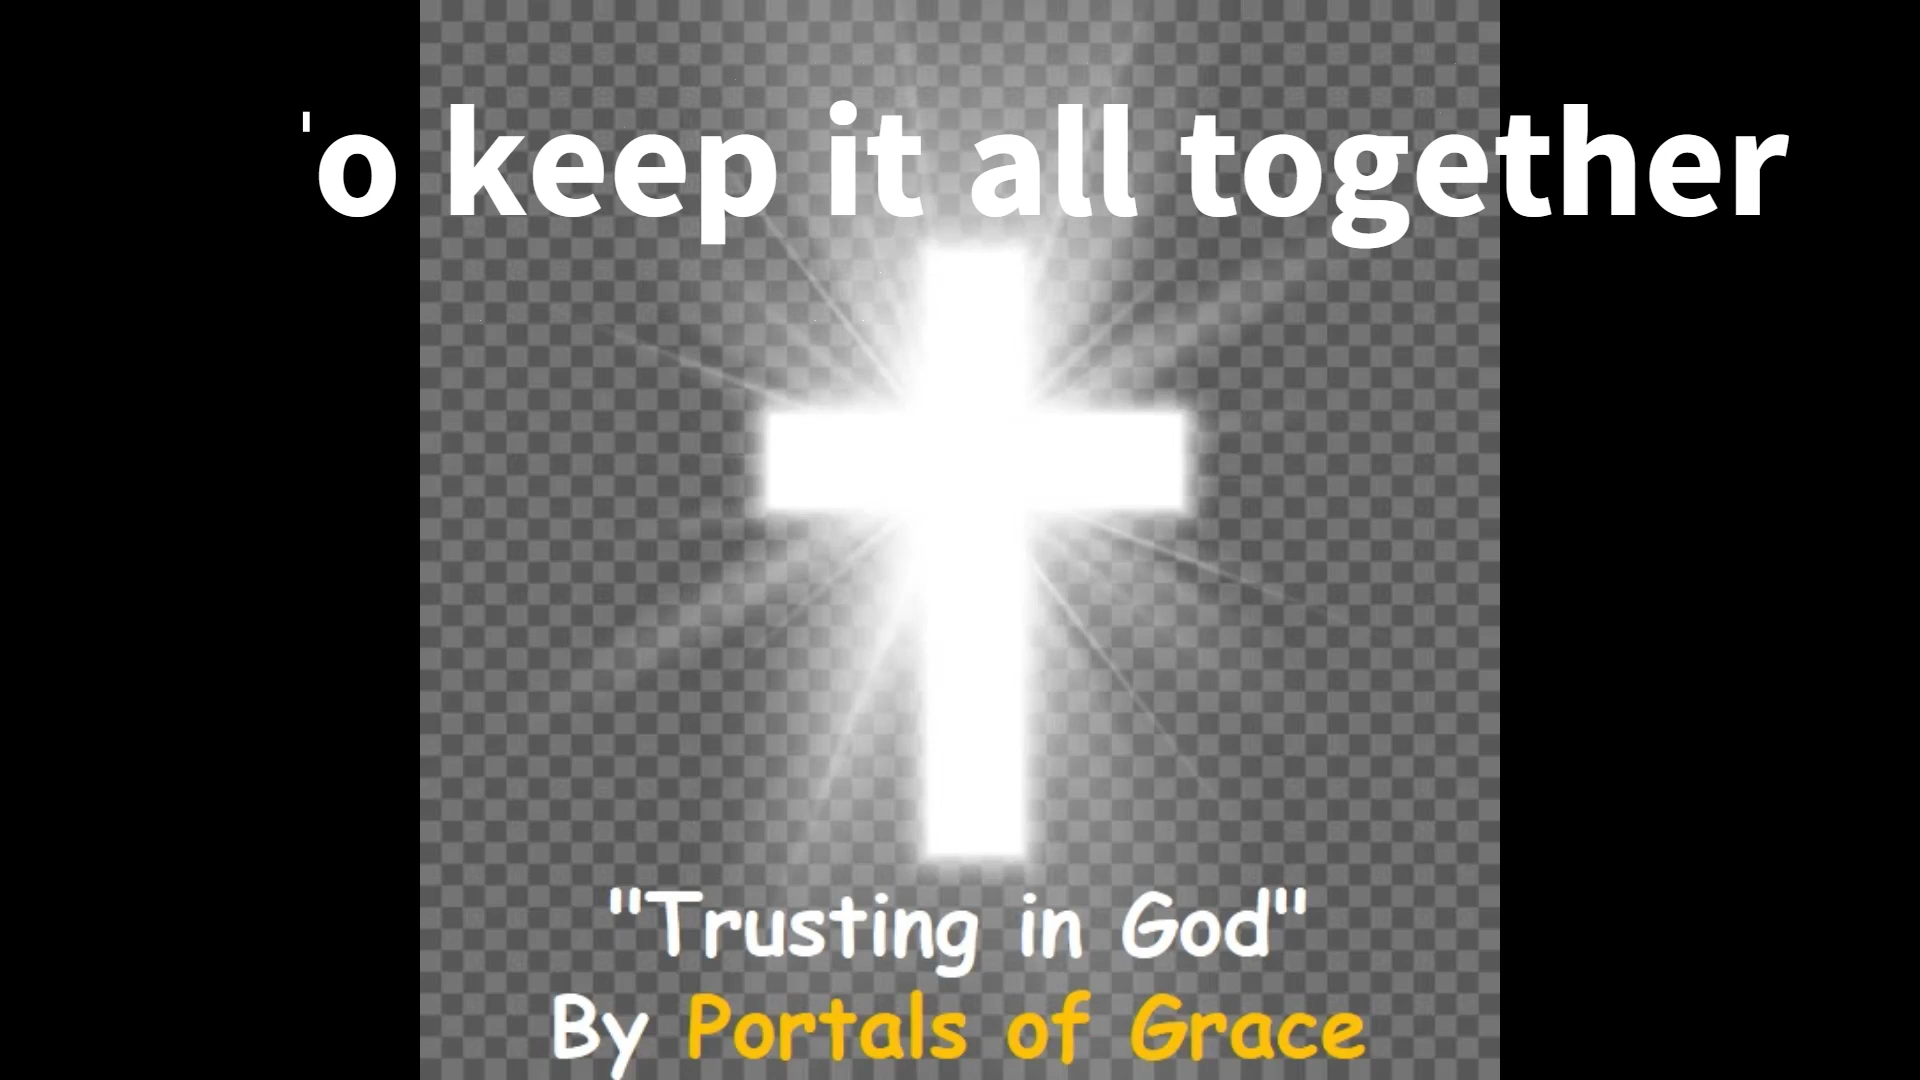 'o keep it all together
"Trusting in God"
By Portals of Grace